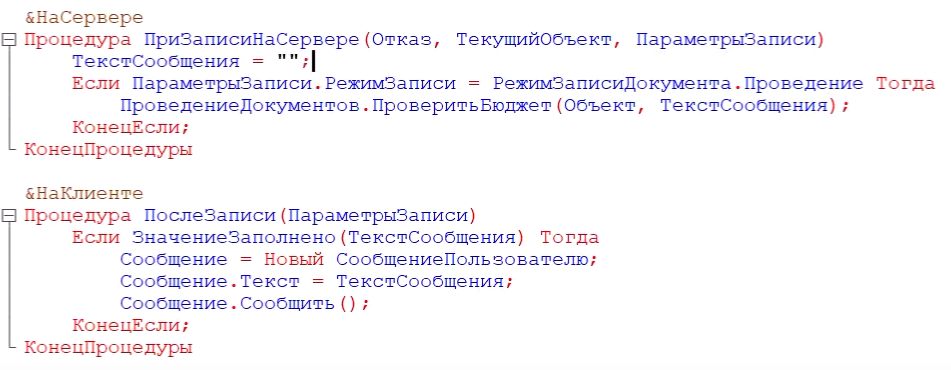 &НаСервере
Процедура ПриЗаписиНаСервере(Отказ, ТекущийОбъект, ПараметрыЗаписи)
ТекстСообщения = "";
Если ПараметрыЗаписи.РежимЗаписи = РежимЗаписиДокумента.Проведение Тогда
ПроведениеДокументов.ПроверитьБюджет(Объект, ТекстСообщения);
КонецЕсли;
КонецПроцедуры
&НаКлиенте
Процедура ПослеЗаписи(ПараметрыЗаписи)
Если ЗначениеЗаполнено(ТекстСообщения) Тогда
Сообщение = Новый СообщениеПользователю;
Сообщение.Текст = ТекстСообщения;
Сообщение.Сообщить();
КонецЕсли;
КонецПроцедуры